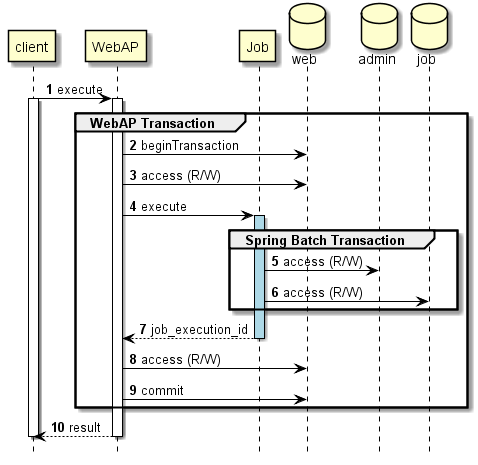 client WebAP Job web admin job
1 execute
WebAP Transaction
2 beginTransaction
3 access (R/W)
4 execute
Spring Batch Transaction
5 access (R/W)
6 access (R/W)
7 job_execution_id
8 access (R/W)
9 commit
10 result